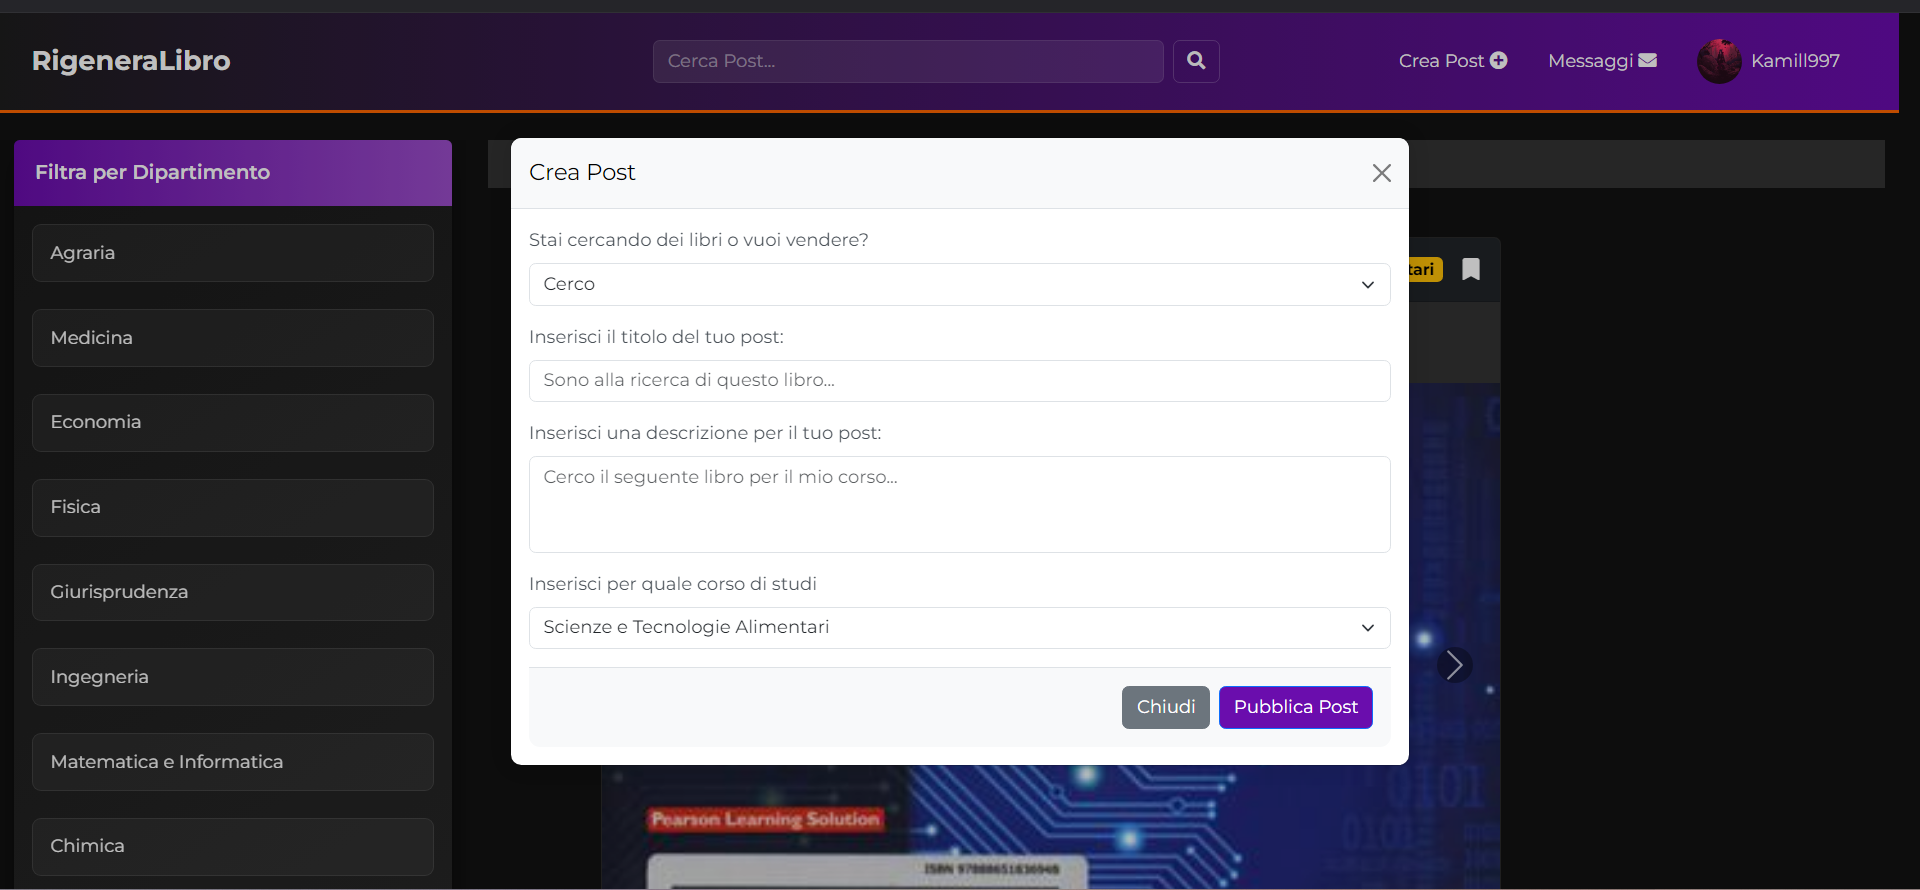 RigeneraLibro
Cerca Post...
Crea Post
Messaggi
Kamill997
Filtra per Dipartimento
Agraria
Medicina
Economia
Fisica
Giurisprudenza
Ingegneria
Matematica e Informatica
Chimica
Crea Post
Stai cercando dei libri o vuoi vendere?
Cerco
Inserisci il titolo del tuo post:
Sono alla ricerca di questo libro...
Inserisci una descrizione per il tuo post:
Cerco il seguente libro per il mio corso...
Inserisci per quale corso di studi
Scienze e Tecnologie Alimentari
Chiudi
Pubblica Post
tari
Pearson Learning Solution